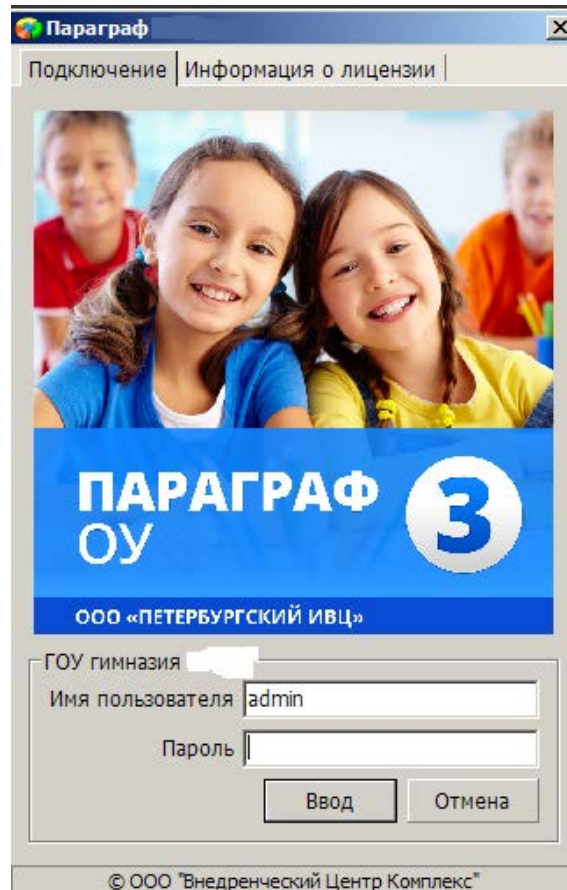 Параграф
Подключение Информация о лицензии
ПАРАГРАФ
ОУ
3
ООО «ПЕТЕРБУРГСКИЙ ИВЦ»
ГОУ гимназия
Имя пользователя admin
Пароль
Ввод Отмена
© ООО "Внедренческий Центр Комплекс"